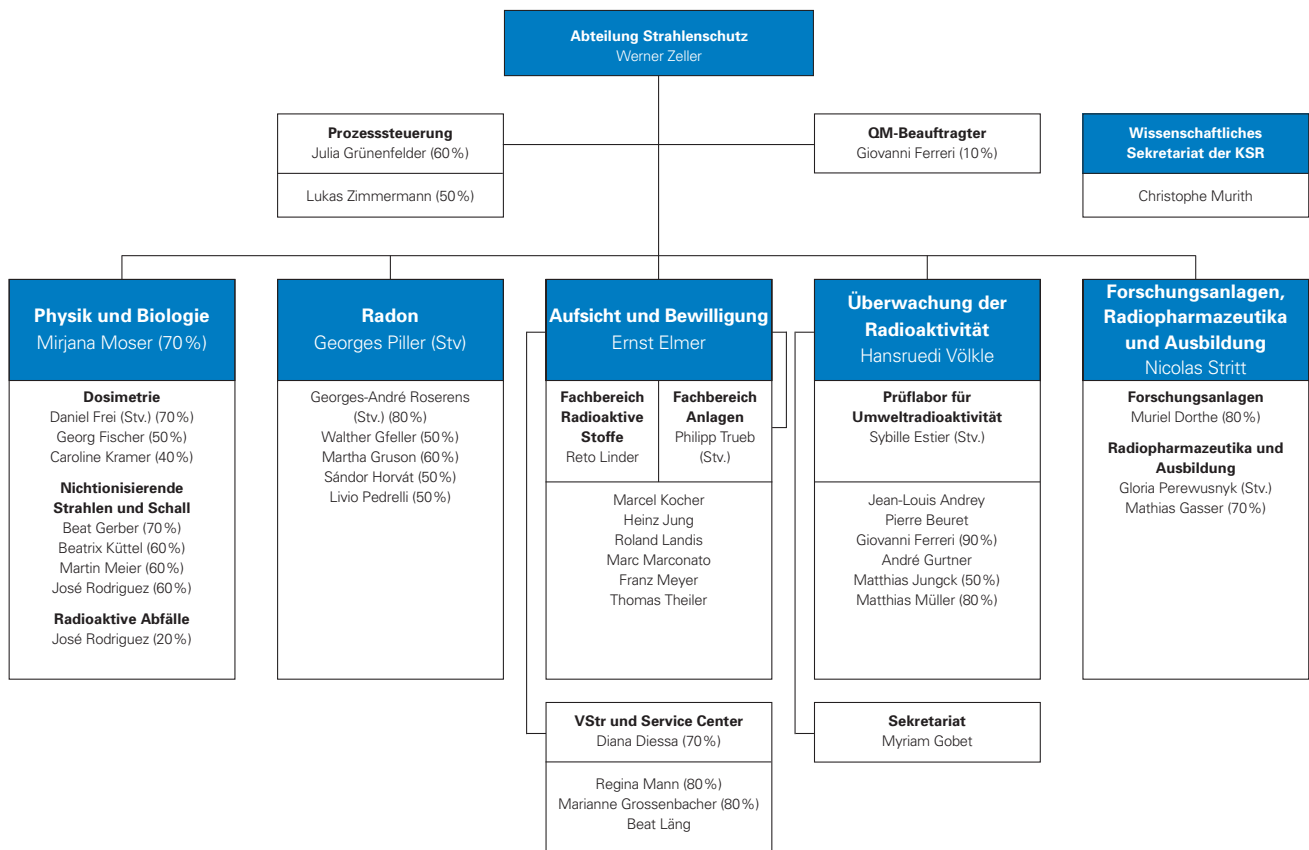 Abteilung Strahlenschutz
Werner Zeller
Prozesssteuerung
Julia Grünenfelder (60%)
Lukas Zimmermann (50%)
QM-Beauftragter
Giovanni Ferreri (10%)
Wissenschaftliches
Sekretariat der KSR
Christophe Murith
Physik und Biologie
Mirjana Moser (70%)
Dosimetrie
Daniel Frei (Stv.) (70%)
Georg Fischer (50%)
Caroline Kramer (40%)
Nichtionisierende
Strahlen und Schall
Beat Gerber (70%)
Beatrix Küttel (60%)
Martin Meier (60%)
José Rodriguez (60%)
Radioaktive Abfälle
José Rodriguez (20%)
Radon
Georges Piller (Stv)
Georges-André Roserens
(Stv.) (80%)
Walther Gfeller (50%)
Martha Gruson (60%)
Sándor Horvát (50%)
Livio Pedrelli (50%)
Aufsicht und Bewilligung
Ernst Elmer
Fachbereich
Radioaktive
Stoffe
Reto Linder
Fachbereich
Anlagen
Philipp Trueb
(Stv.)
Marcel Kocher
Heinz Jung
Roland Landis
Marc Marconato
Franz Meyer
Thomas Theiler
VStr und Service Center
Diana Diessa (70%)
Regina Mann (80%)
Marianne Grossenbacher (80%)
Beat Läng
Überwachung der
Radioaktivität
Hansruedi Völkle
Prüflabor für
Umweltradioaktivität
Sybille Estier (Stv.)
Jean-Louis Andrey
Pierre Beuret
Giovanni Ferreri (90%)
André Gurtner
Matthias Jungck (50%)
Matthias Müller (80%)
Sekretariat
Myriam Gobet
Forschungsanlagen,
Radiopharmazeutika
und Ausbildung
Nicolas Stritt
Forschungsanlagen
Muriel Dorthe (80%)
Radiopharmazeutika und
Ausbildung
Gloria Perewusnyk (Stv.)
Mathias Gasser (70%)